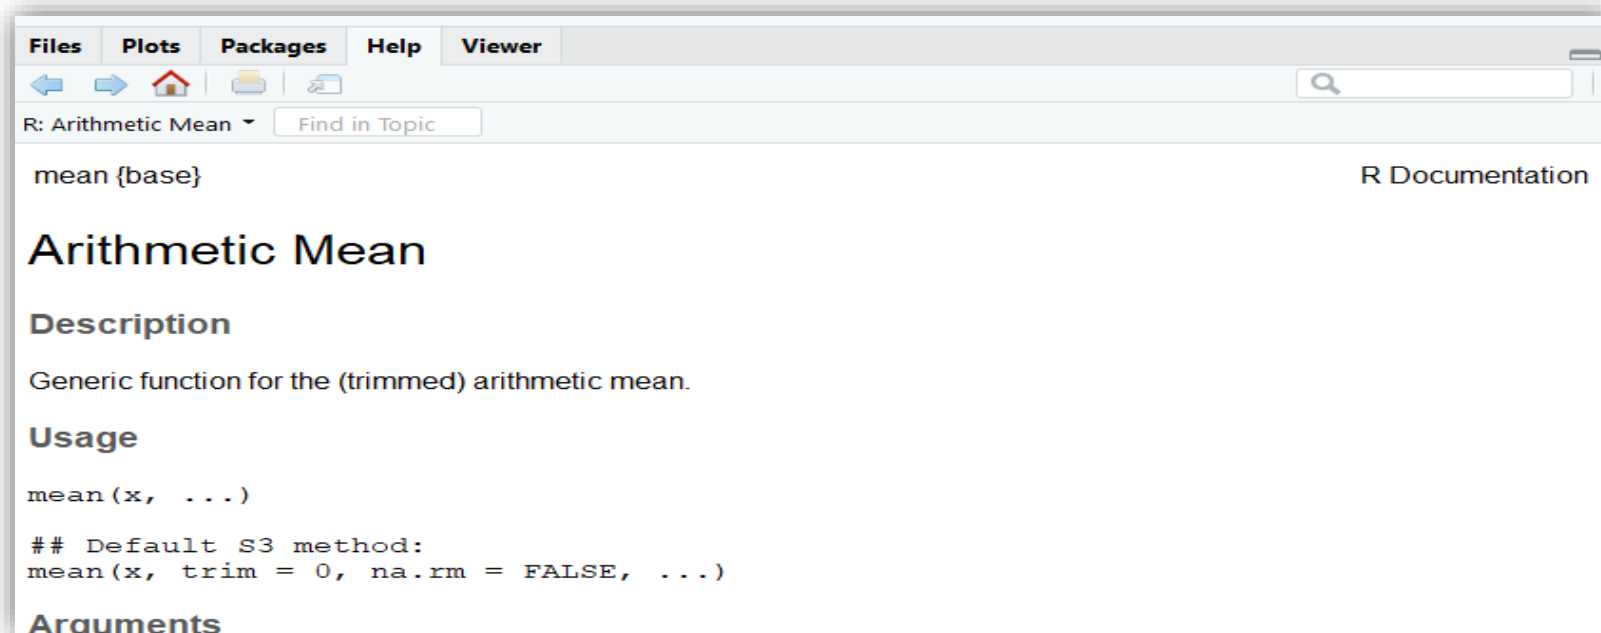 Files Plots Packages Help Viewer
R: Arithmetic Mean Find in Topic
mean {base} R Documentation
Arithmetic Mean
Description
Generic function for the (trimmed) arithmetic mean.
Usage
mean(x, ...)
## Default S3 method:
mean(x, trim = 0, na.rm = FALSE, ...)
Arguments